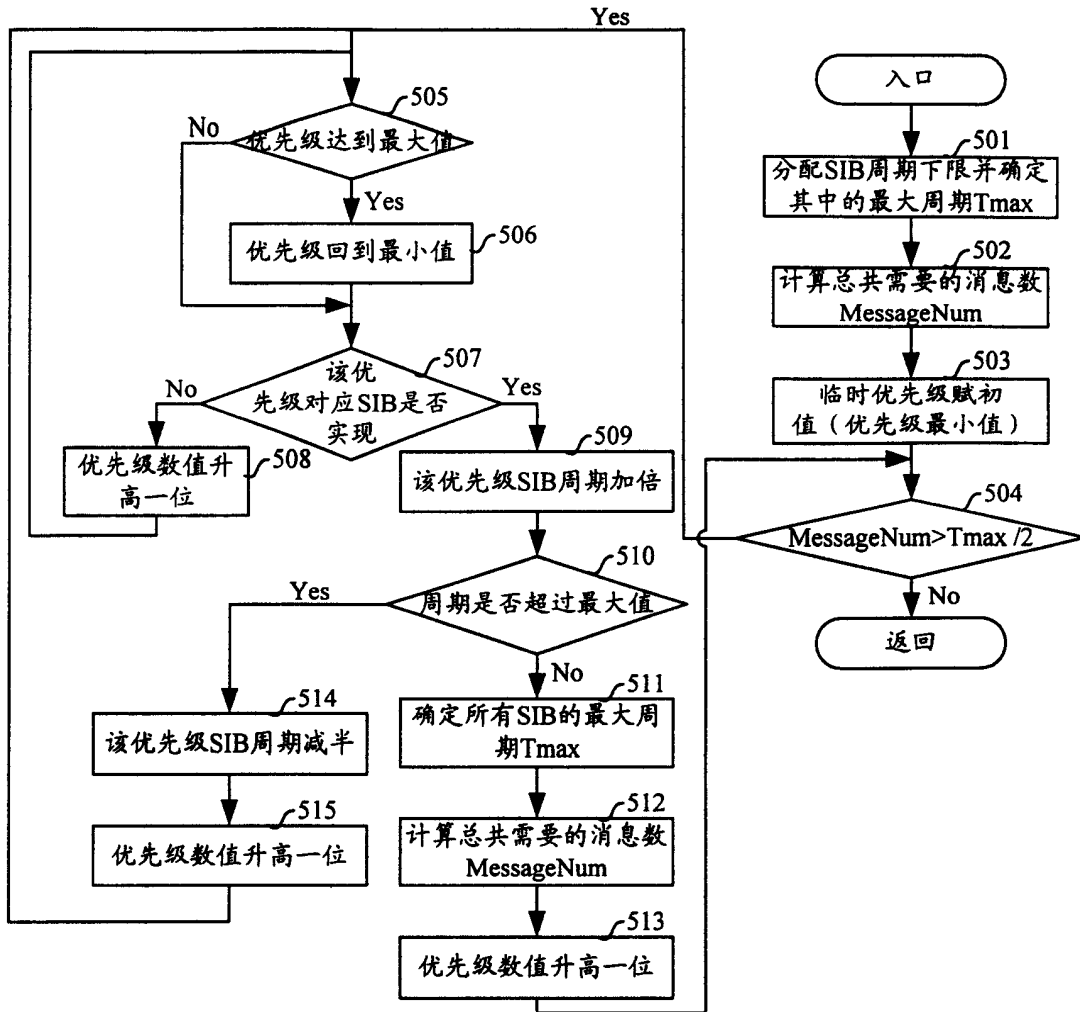 入口
501
分配SIB周期下限并确定
其中的最大周期Tmax
502
计算总共需要的消息数
MessageNum
503
临时优先级赋初
值（优先级最小值）
504
MessageNum>Tmax /2
Yes
No
返回
505
优先级达到最大值
No
Yes
506
优先级回到最小值
507
该优
先级对应SIB是否
实现
No
Yes
508
优先级数值升
高一位
509
该优先级SIB周期加倍
510
周期是否超过最大值
Yes
No
511
确定所有SIB的最大周
期Tmax
512
计算总共需要的消息数
MessageNum
513
优先级数值升高一位
514
该优先级SIB周期减半
515
优先级数值升高一位